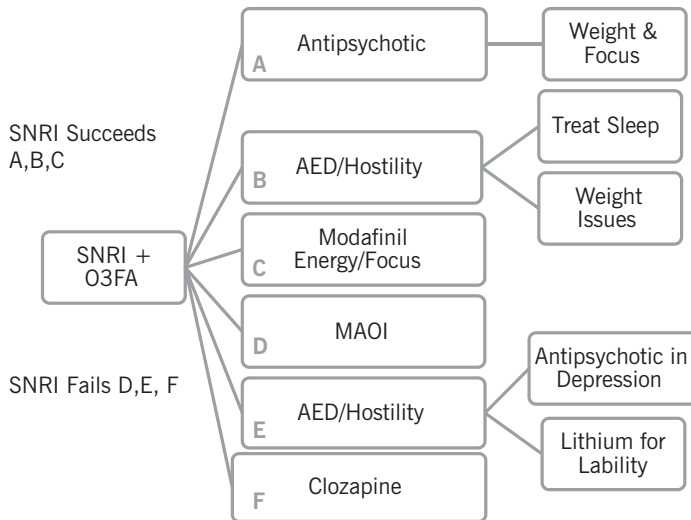 Antipsychotic
A
Weight &
Focus
SNRI Succeeds
A,B,C
AED/Hostility
B
Treat Sleep
Weight
Issues
SNRI +
O3FA
Modafinil
Energy/Focus
C
MAOI
D
SNRI Fails D,E, F
AED/Hostility
E
Antipsychotic in
Depression
Lithium for
Lability
Clozapine
F